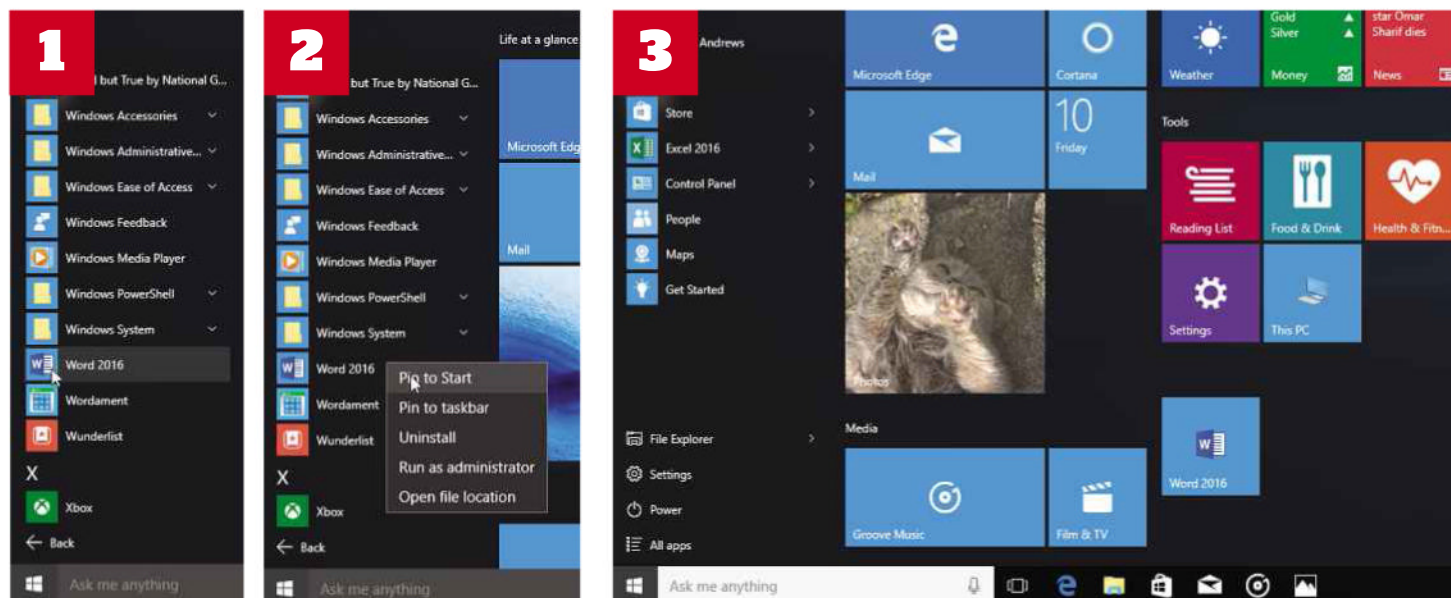 1
l but True by National G...
Windows Accessories
Windows Administrative...
Windows Ease of Access
Windows Feedback
Windows Media Player
Windows PowerShell
Windows System
Word 2016
Wordament
Wunderlist
X
Xbox
Back
Ask me anything
2
Life at a glance
but True by National G...
Windows Accessories
Windows Administrative...
Windows Ease of Access
Windows Feedback
Windows Media Player
Windows PowerShell
Windows System
Word 2016
Wordament
Wunderlist
X
Xbox
Back
Ask me anything
Microsoft Edg
Mail
Pin to Start
Pin to taskbar
Uninstall
Run as administrator
Open file location
3
Andrews
Store
Excel 2016
Control Panel
People
Maps
Get Started
File Explorer
Settings
Power
All apps
Ask me anything
Microsoft Edge
Cortana
Mail
10
Friday
Photos
Media
Groove Music
Film & TV
Weather
Gold
Silver
Money
star Omar
Sharif dies
News
Tools
Reading List
Food & Drink
Health & Fitn...
Settings
This PC
Word 2016